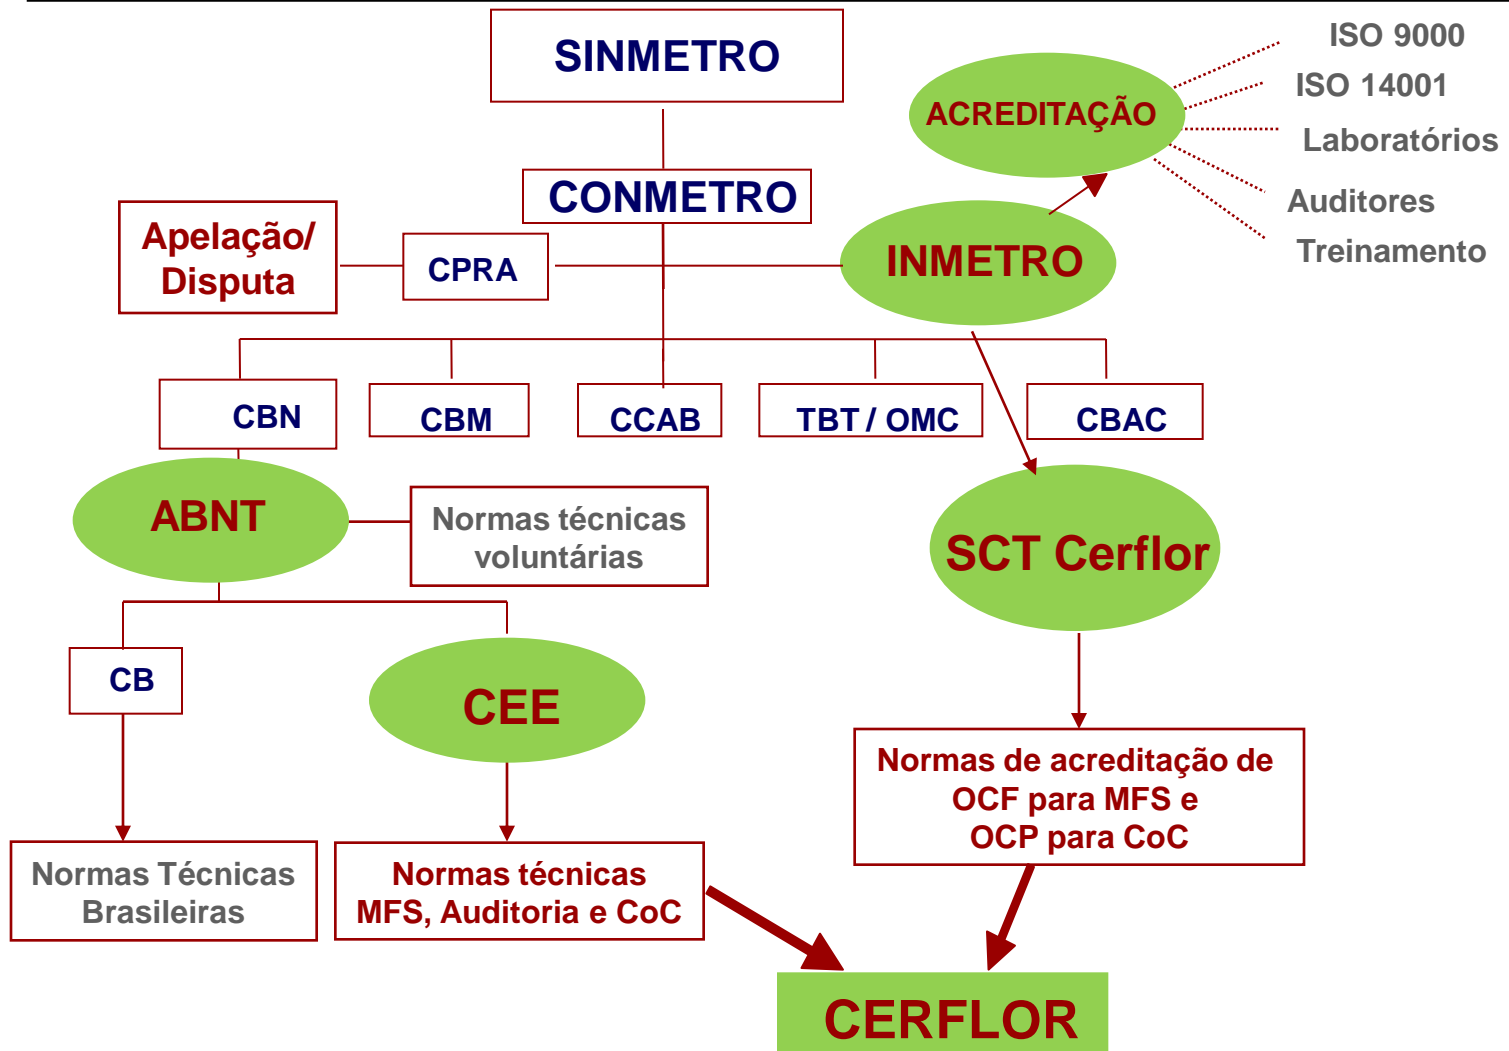 SINMETRO
ISO 9000
ISO 14001
ACREDITAÇÃO
Laboratórios
Auditores
Treinamento
CONMETRO
Apelação/
Disputa
CPRA
INMETRO
CBN
CBM
CCAB
TBT / OMC
CBAC
ABNT
Normas técnicas
voluntárias
SCT Cerflor
CB
CEE
Normas de acreditação de
OCF para MFS e
OCP para CoC
Normas Técnicas
Brasileiras
Normas técnicas
MFS, Auditoria e CoC
CERFLOR